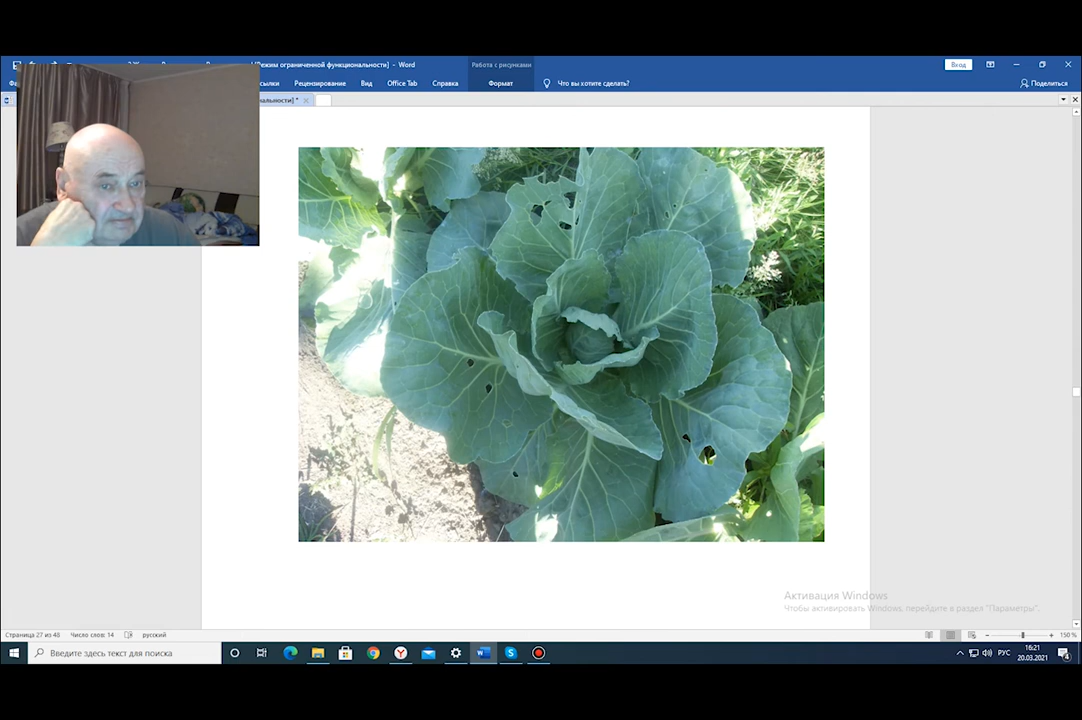 [Режим ограниченной функциональности] - Word
Работа с рисунками
Вход
Рецензирование
Вид
Office Tab
Справка
Формат
Что вы хотите сделать?
Поделиться
Активация Windows
Чтобы активировать Windows, перейдите в раздел "Параметры".
Страница 27 из 48
Число слов: 14
русский
150 %
Введите здесь текст для поиска
РУС
16:21
20.03.2021
4